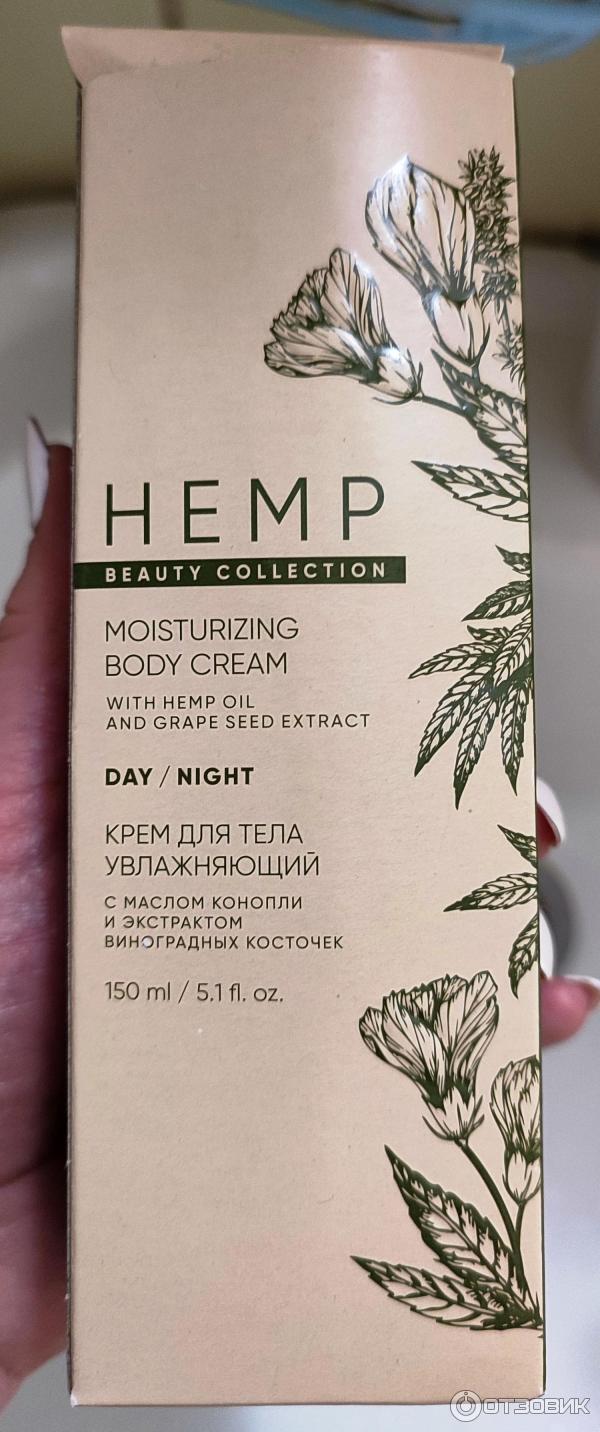 HEMP
BEAUTY COLLECTION
MOISTURIZING
BODY CREAM
WITH HEMP OIL
AND GRAPE SEED EXTRACT
DAY / NIGHT
КРЕМ ДЛЯ ТЕЛА
УВЛАЖНЯЮЩИЙ
С МАСЛОМ КОНОПЛИ
И ЭКСТРАКТОМ
ВИНОГРАДНЫХ КОСТОЧЕК
150 ml / 5.1 fl. oz.
ОТЗОВИК